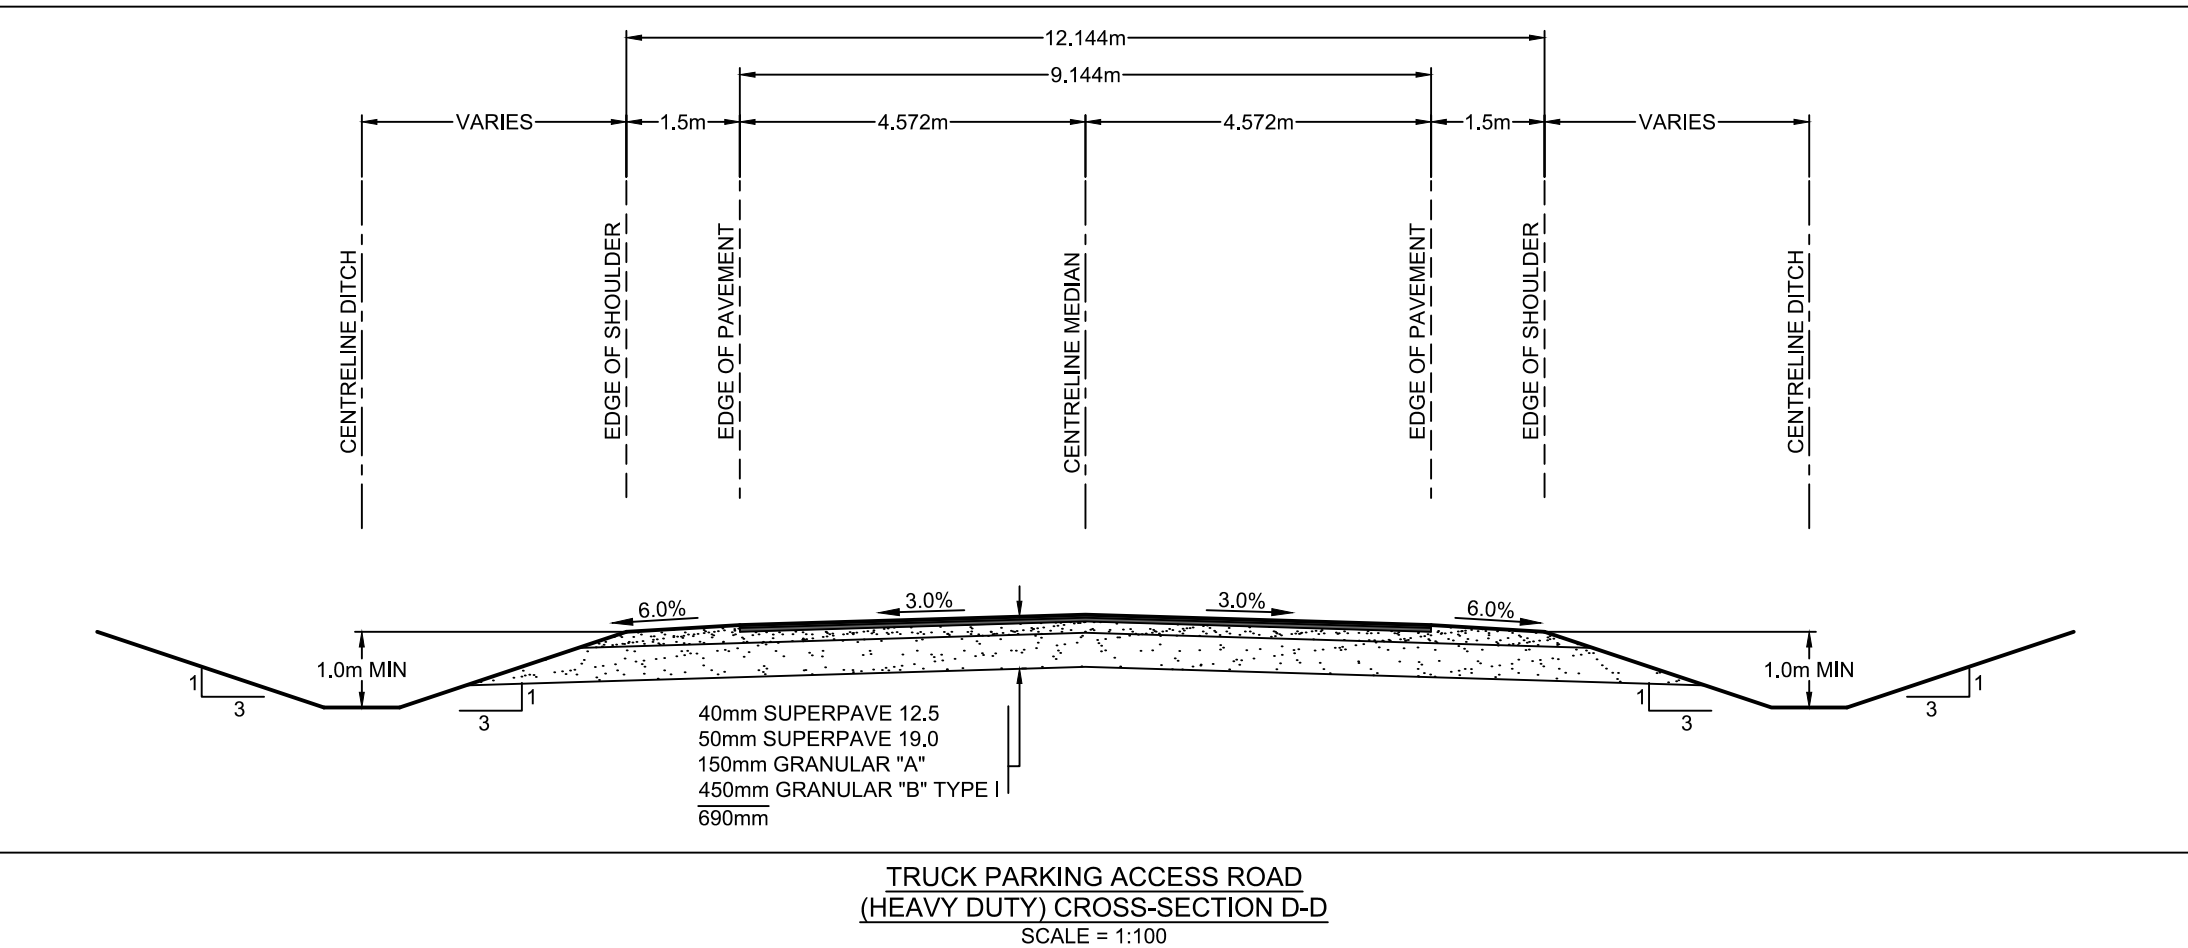 12.144m
9.144m
VARIES 1.5m 4.572m 4.572m 1.5m VARIES
CENTRELINE DITCH
EDGE OF SHOULDER
EDGE OF PAVEMENT
CENTRELINE MEDIAN
EDGE OF PAVEMENT
EDGE OF SHOULDER
CENTRELINE DITCH
6.0% 3.0% 3.0% 6.0%
1.0m MIN 1.0m MIN
1 1 1 1
3 3 3 3
40mm SUPERPAVE 12.5
50mm SUPERPAVE 19.0
150mm GRANULAR "A"
450mm GRANULAR "B" TYPE I
690mm
TRUCK PARKING ACCESS ROAD
(HEAVY DUTY) CROSS-SECTION D-D
SCALE = 1:100